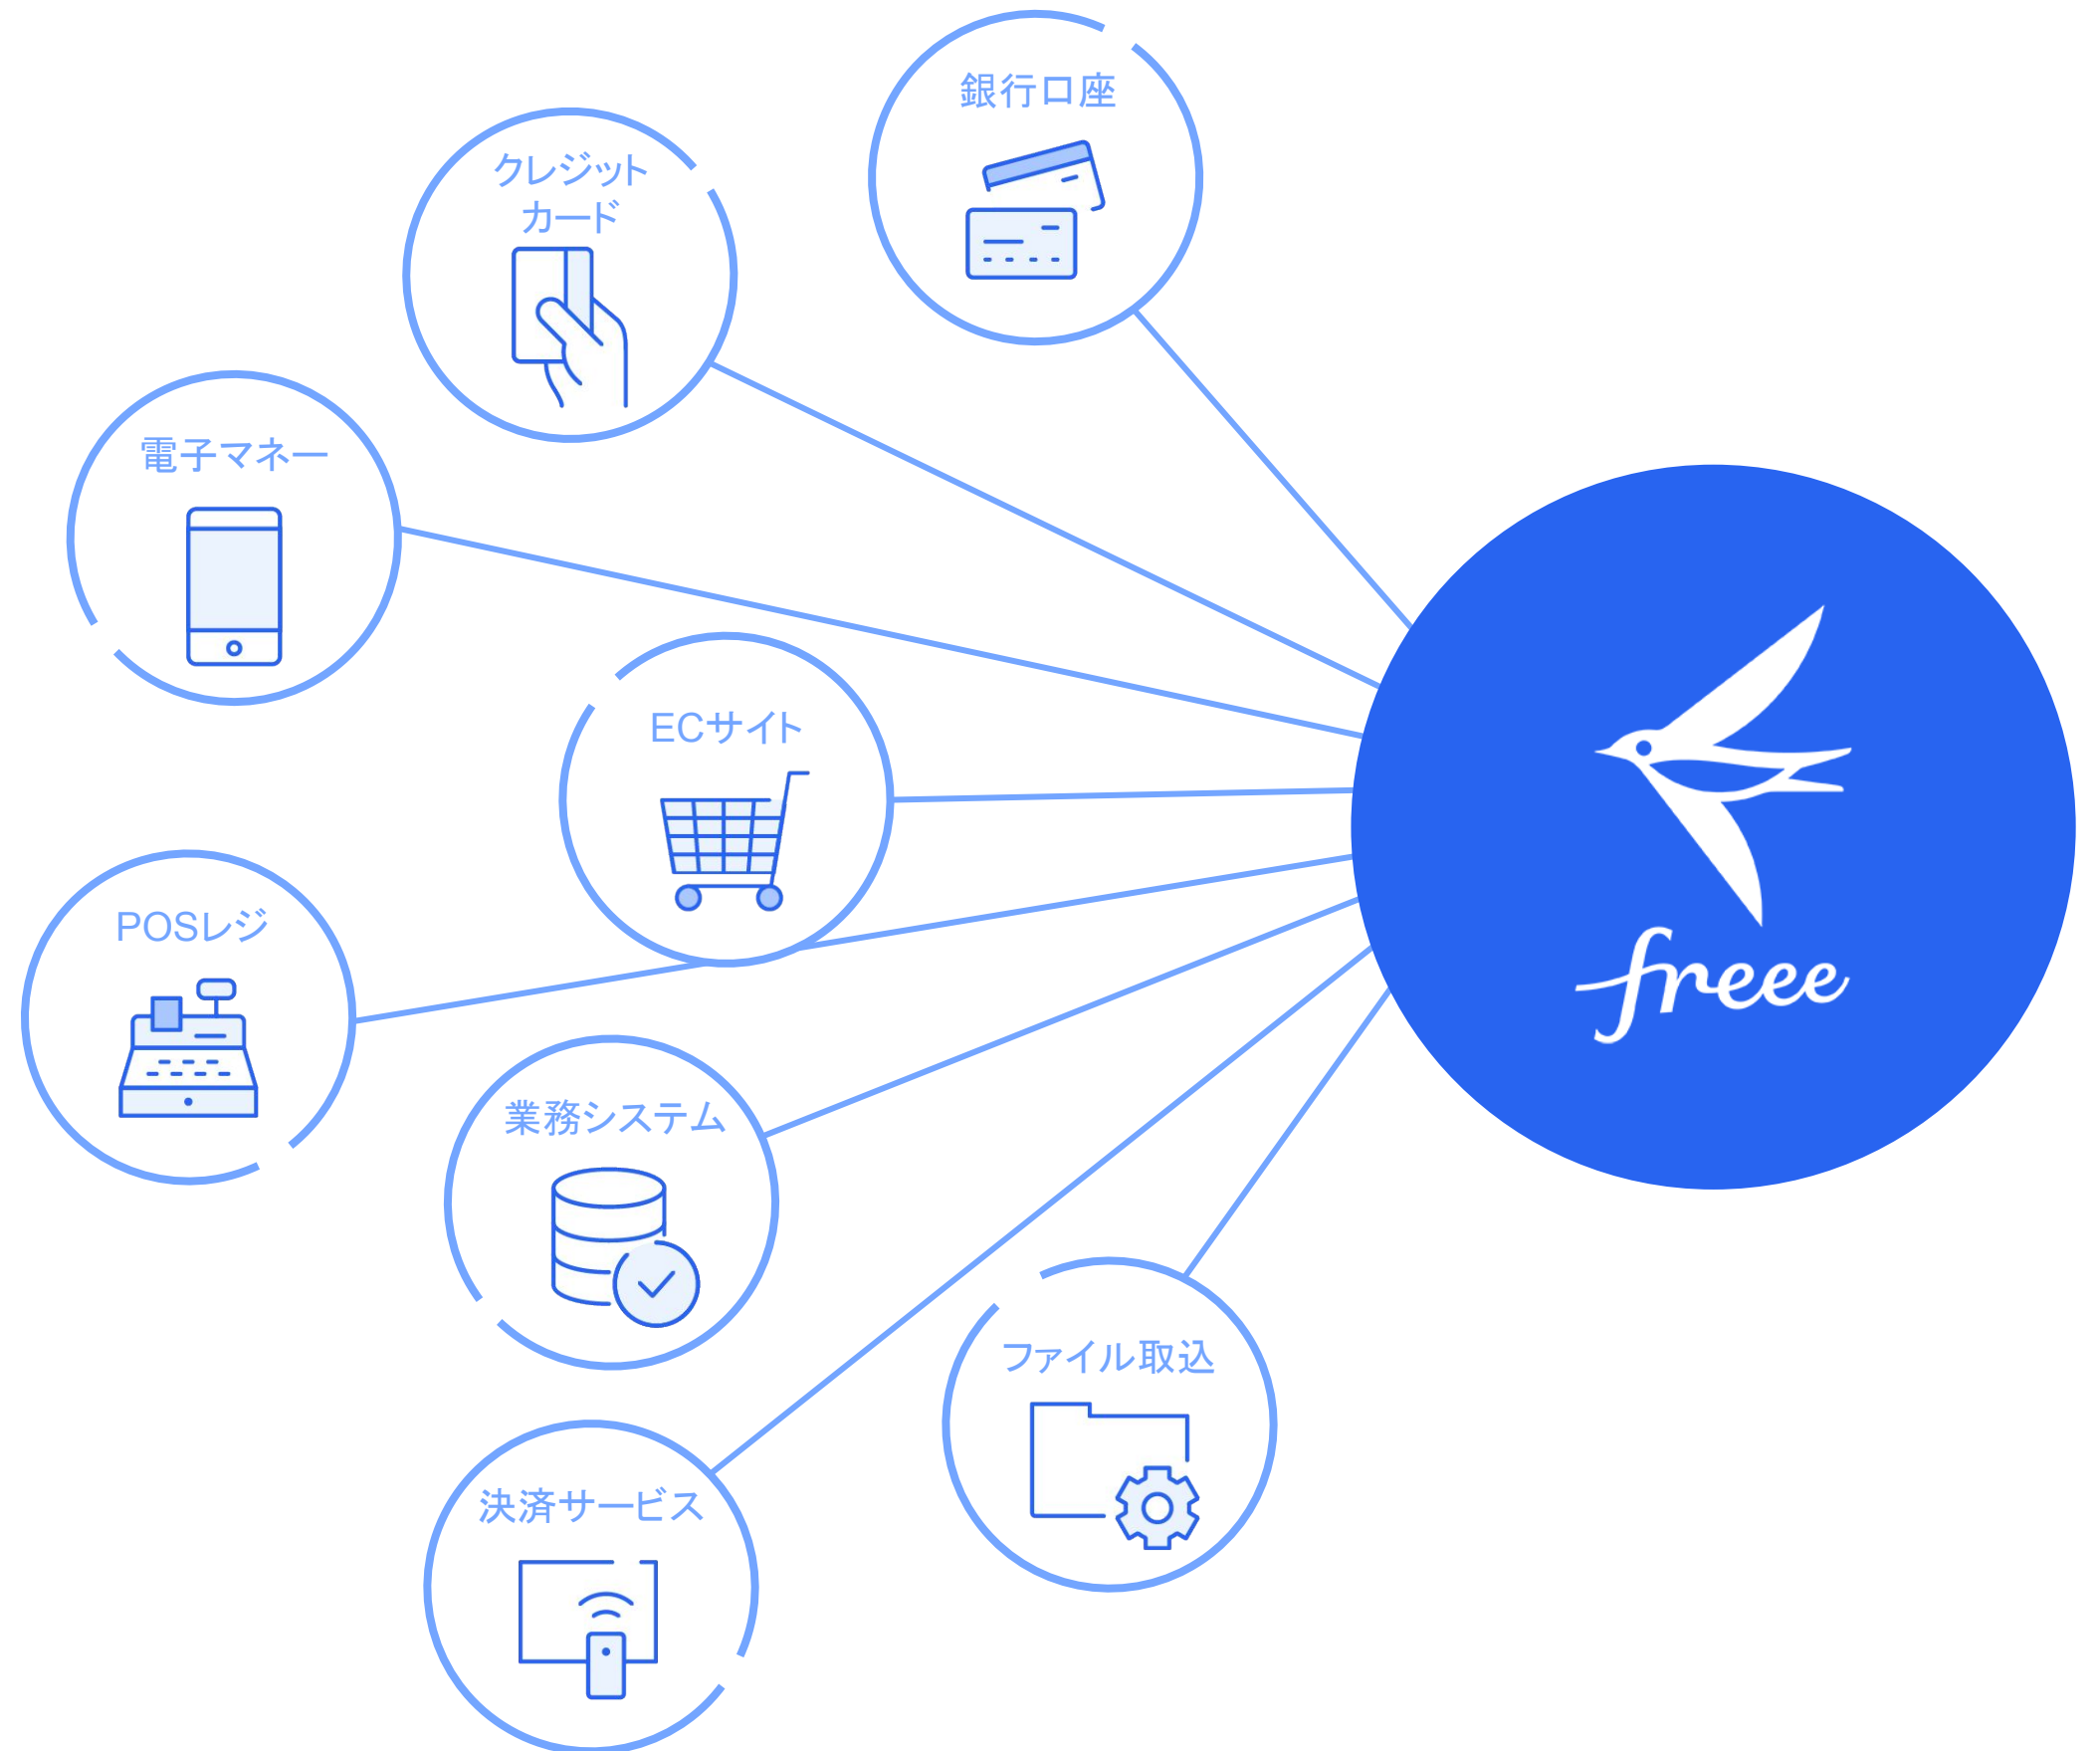 銀行口座
クレジット
カード
電子マネー
ECサイト
POSレジ
業務システム
ファイル取込
決済サービス
freee